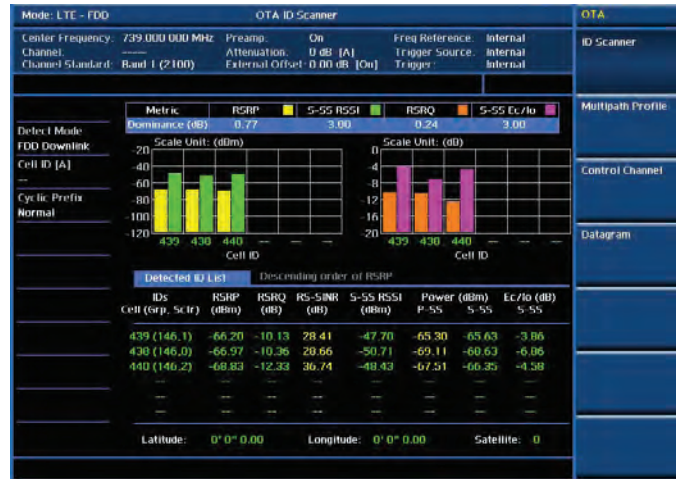 Mode: LTE - FDD
OTA ID Scanner
OTA
Center Frequency: 739.000 000 MHz Preamp: On Freq Reference: Internal
Channel: ----- Attenuation: 0 dB [A] Trigger Source: Internal
Channel Standard: Band 1 (2100) External Offset: 0.00 dB [On] Trigger: Internal
ID Scanner
Multipath Profile
Control Channel
Datagram
Detect Mode
FDD Downlink
Cell ID [A]
--
Cyclic Prefix
Normal
Metric RSRP S-SS RSSI RSRQ S-SS Ec/Io
Dominance (dB) 0.77 3.00 0.24 3.00
Scale Unit: (dBm)
-20
-40
-60
-80
-100
-120
439 438 440 -- -- --
Cell ID
Scale Unit: (dB)
0
-4
-8
-12
-16
-20
439 438 440 -- -- --
Cell ID
Detected ID List Descending order of RSRP
IDs RSRP RSRQ RS-SINR S-SS RSSI Power (dBm) Ec/Io (dB)
Cell (Grp, Sctr) (dBm) (dB) (dB) (dBm) P-SS S-SS S-SS
439 (146,1) -66.20 -10.13 28.41 -47.70 -65.30 -65.63 -3.86
438 (146,0) -66.97 -10.36 28.66 -50.71 -69.11 -68.63 -6.86
440 (146,2) -68.83 -12.33 36.74 -48.43 -67.51 -66.35 -4.58
-- -- -- -- -- -- -- --
-- -- -- -- -- -- -- --
-- -- -- -- -- -- -- --
Latitude: 0° 0" 0.00 Longitude: 0° 0" 0.00 Satellite: 0